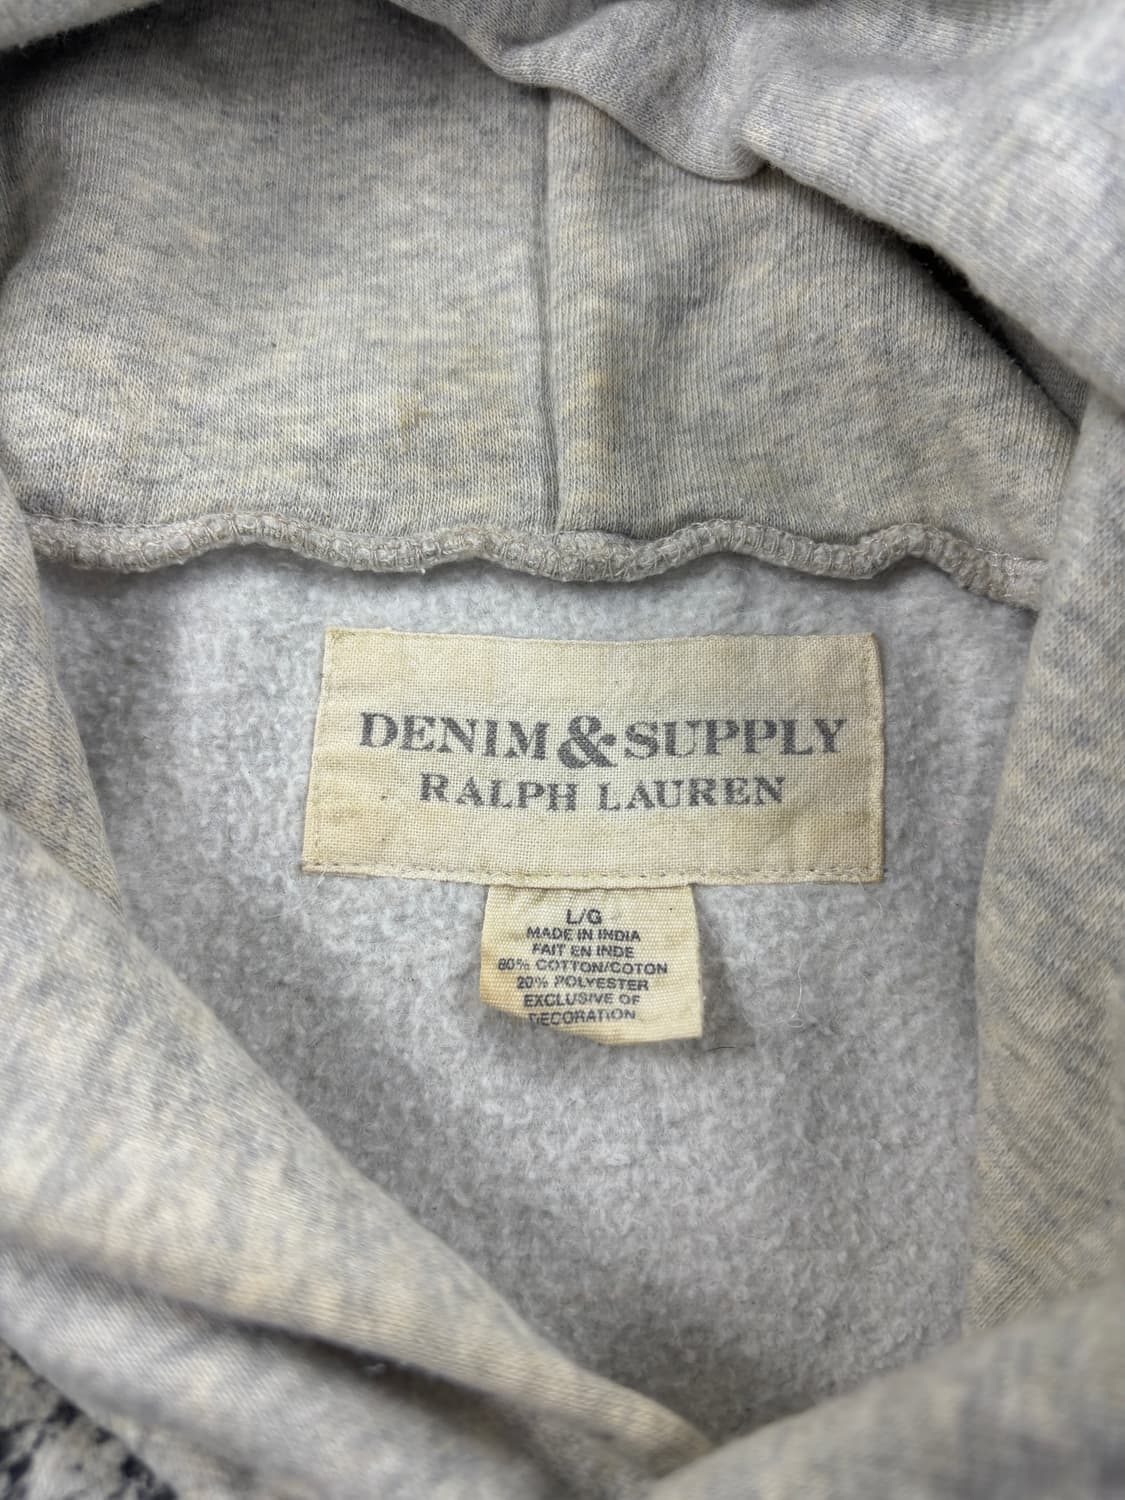 DENIM & SUPPLY
RALPH LAUREN
L/G
MADE IN INDIA
FAIT EN INDE
80% COTTON/COTON
20% POLYESTER
EXCLUSIVE OF
DECORATION